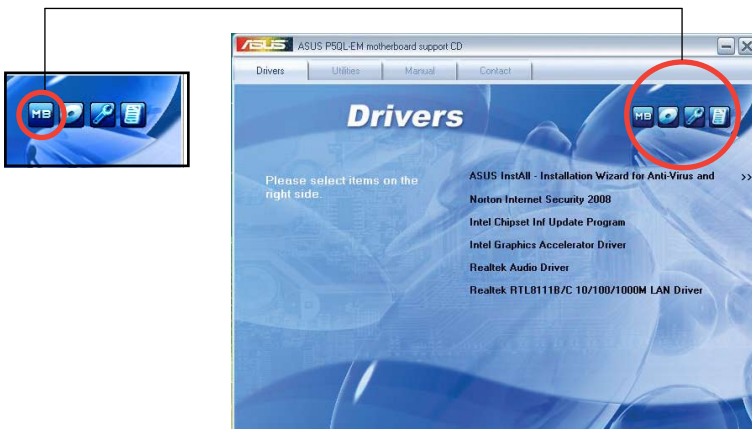 ASUS ASUS P5QL-EM motherboard support CD
Drivers Utilities Manual Contact
MB
MB
Drivers
Please select items on the
right side.
ASUS InstAll - Installation Wizard for Anti-Virus and >>
Norton Internet Security 2008
Intel Chipset Inf Update Program
Intel Graphics Accelerator Driver
Realtek Audio Driver
Realtek RTL8111B/C 10/100/1000M LAN Driver